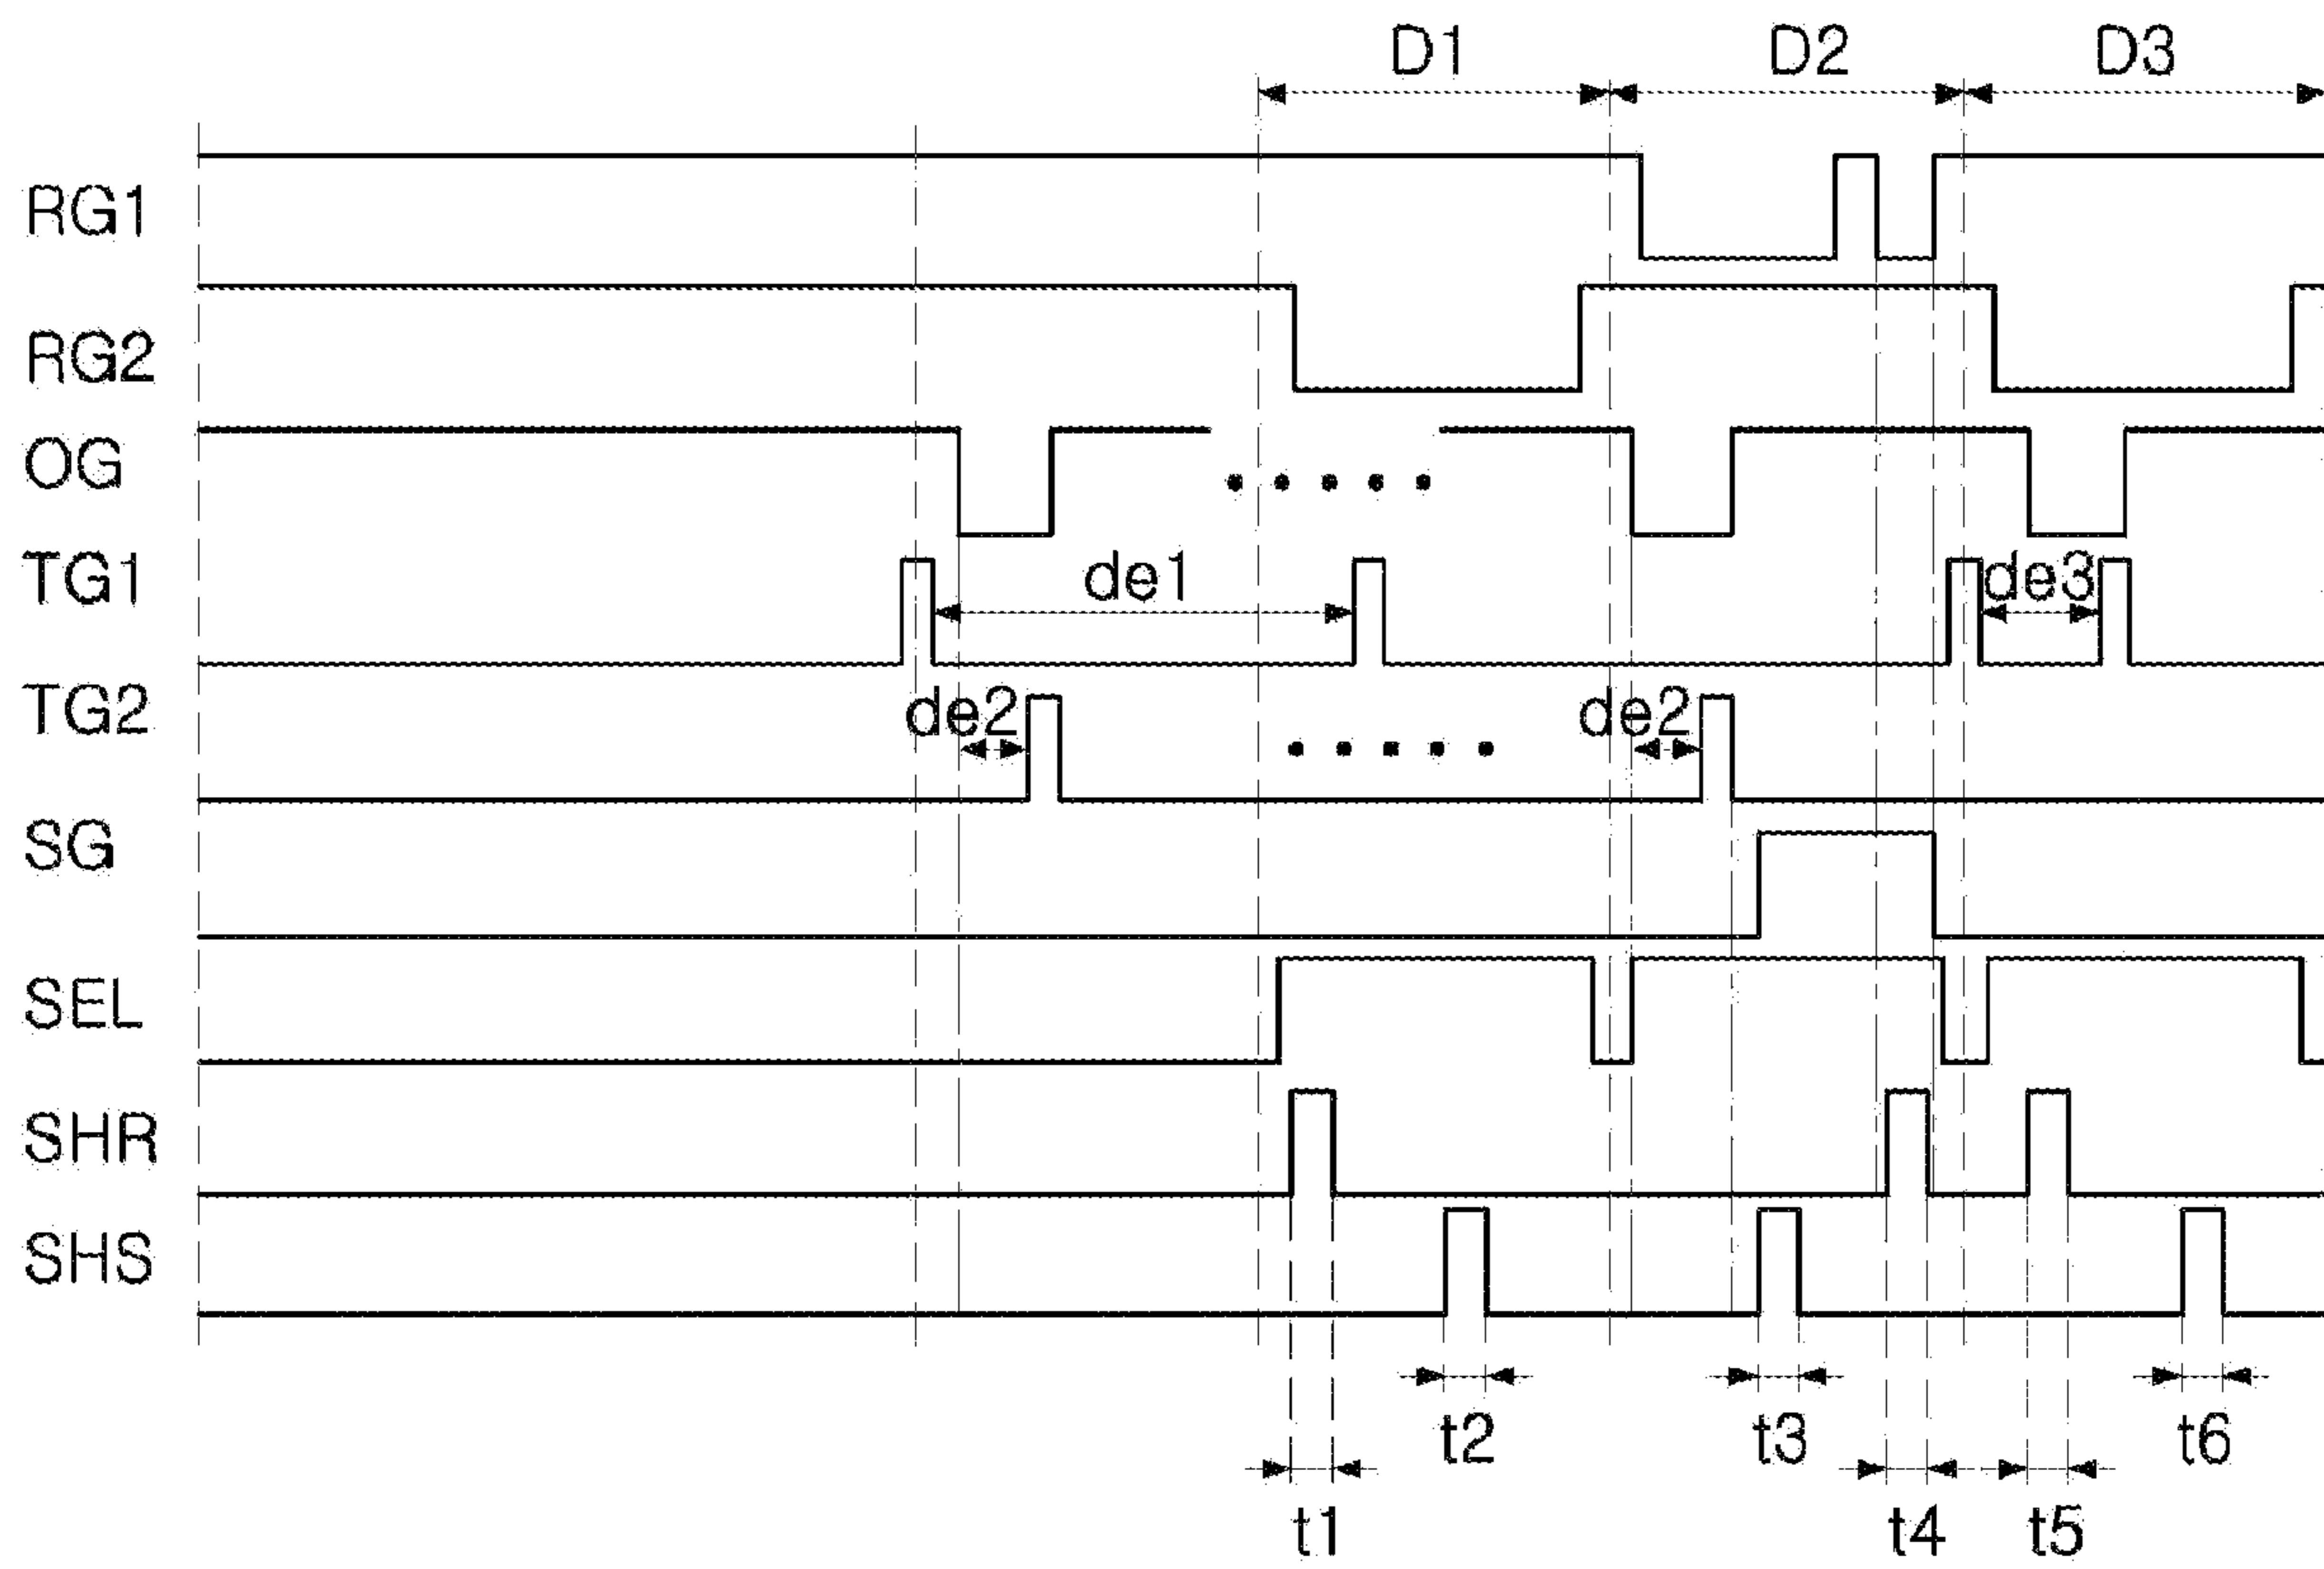 D1 D2 D3
RG1
RG2
OG
TG1 de1 de3
TG2 de2 de2
SG
SEL
SHR
SHS
t2 t3 t6
t1 t4 t5